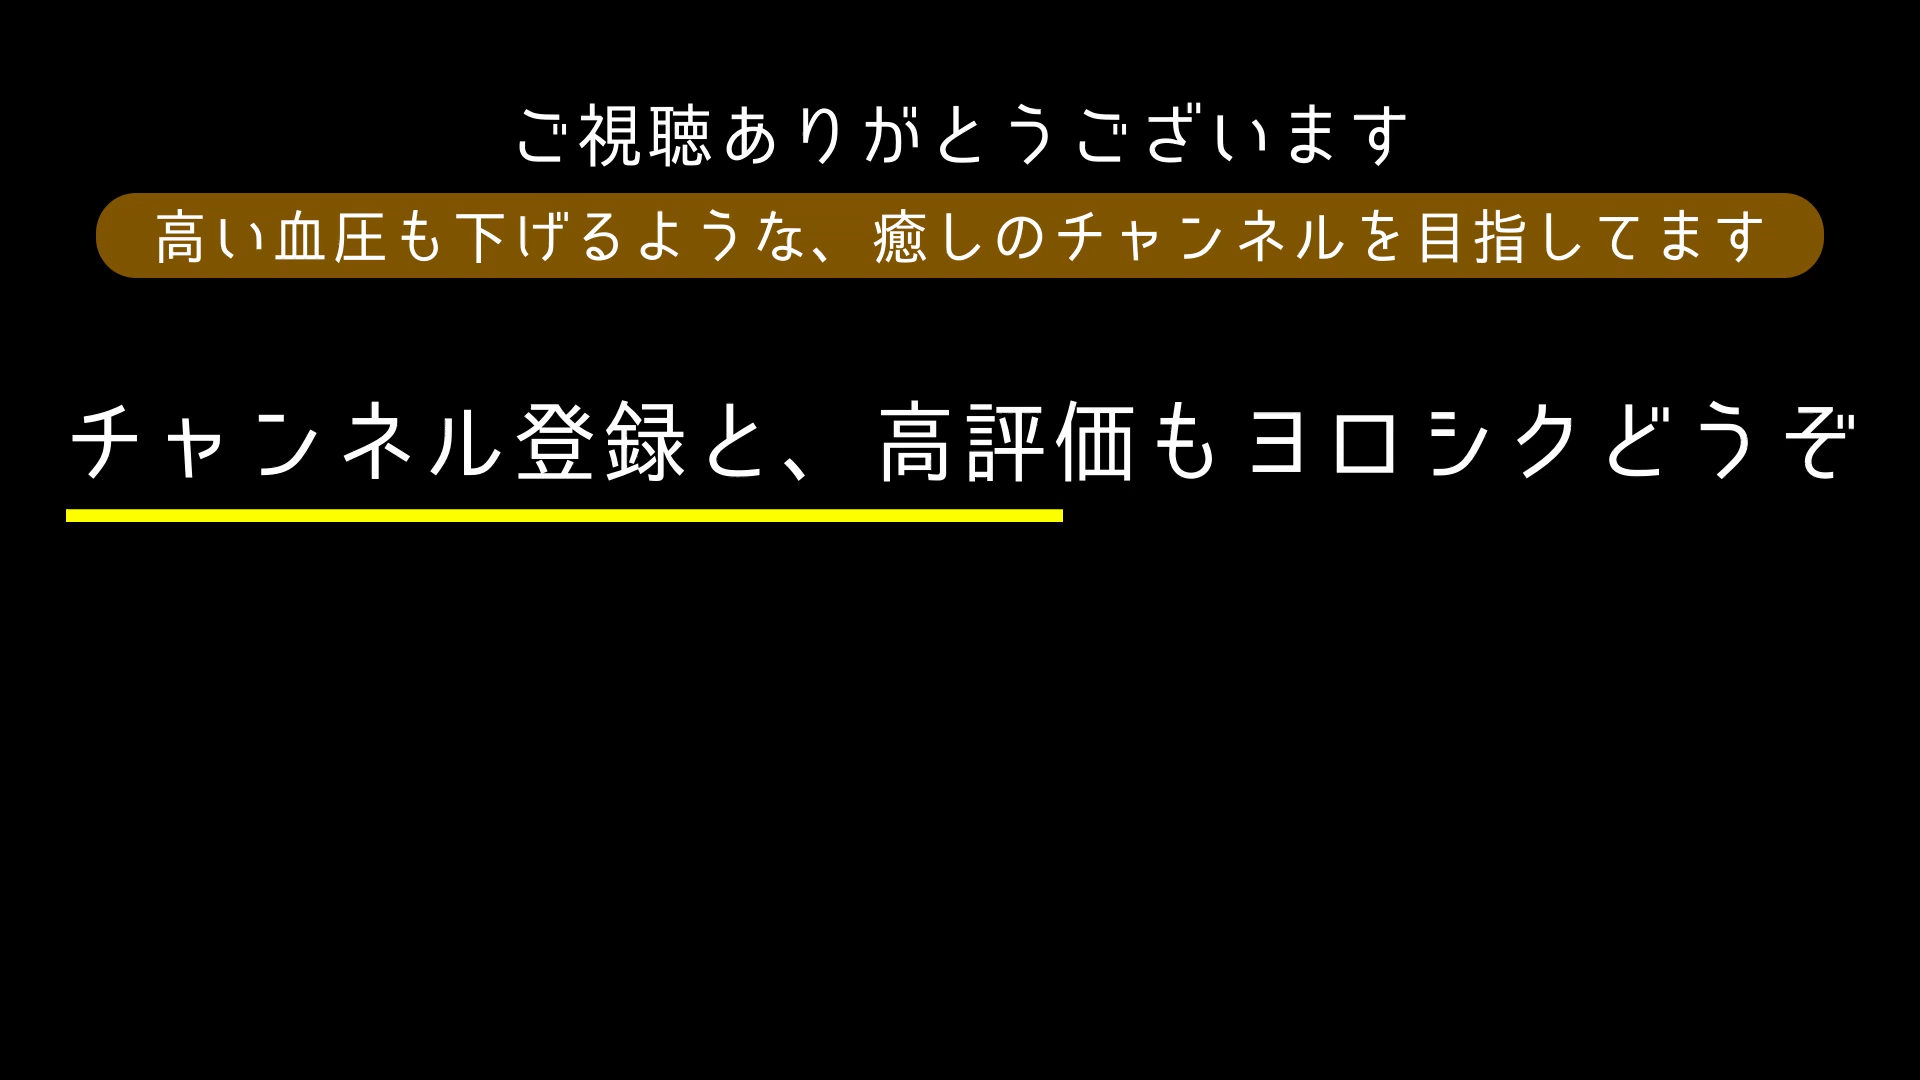 ご視聴ありがとうございます
高い血圧も下げるような、癒しのチャンネルを目指してます
チャンネル登録と、高評価もヨロシクどうぞ